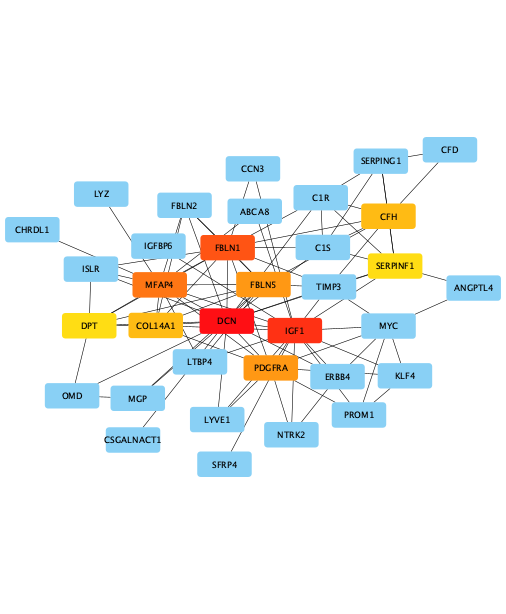 CFD
SERPING1
CCN3
LYZ
C1R
FBLN2
ABCA8
CFH
CHRDL1
IGFBP6
FBLN1
C1S
ISLR
SERPINF1
MFAP4
FBLN5
TIMP3
ANGPTL4
DPT
COL14A1
DCN
IGF1
MYC
LTBP4
PDGFRA
ERBB4
KLF4
OMD
MGP
PROM1
LYVE1
CSGALNACT1
NTRK2
SFRP4